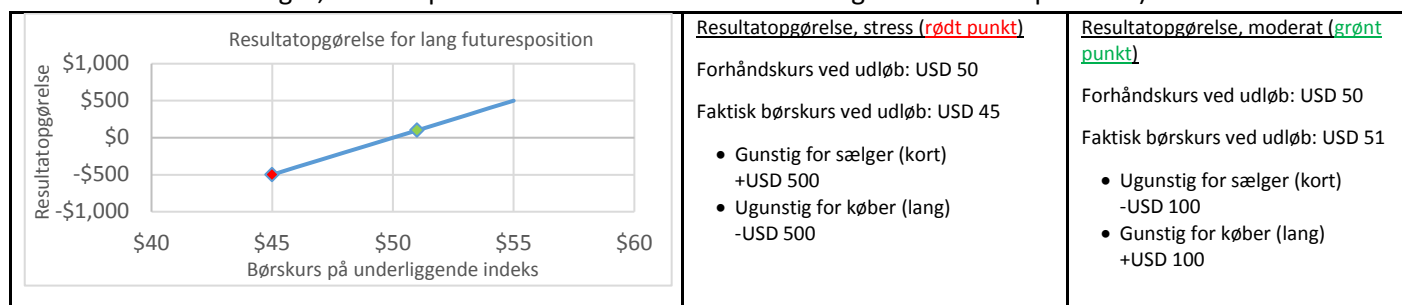 Resultatopgørelse for lang futuresposition
Resultatopgørelse
$1,000
$500
$0
-$500
-$1,000
$40
$45
$50
$55
$60
Børskurs på underliggende indeks
Resultatopgørelse, stress (rødt punkt)
Forhåndskurs ved udløb: USD 50
Faktisk børskurs ved udløb: USD 45
• Gunstig for sælger (kort)
+USD 500
• Ugunstig for køber (lang)
-USD 500
Resultatopgørelse, moderat (grønt
punkt)
Forhåndskurs ved udløb: USD 50
Faktisk børskurs ved udløb: USD 51
• Ugunstig for sælger (kort)
-USD 100
• Gunstig for køber (lang)
+USD 100